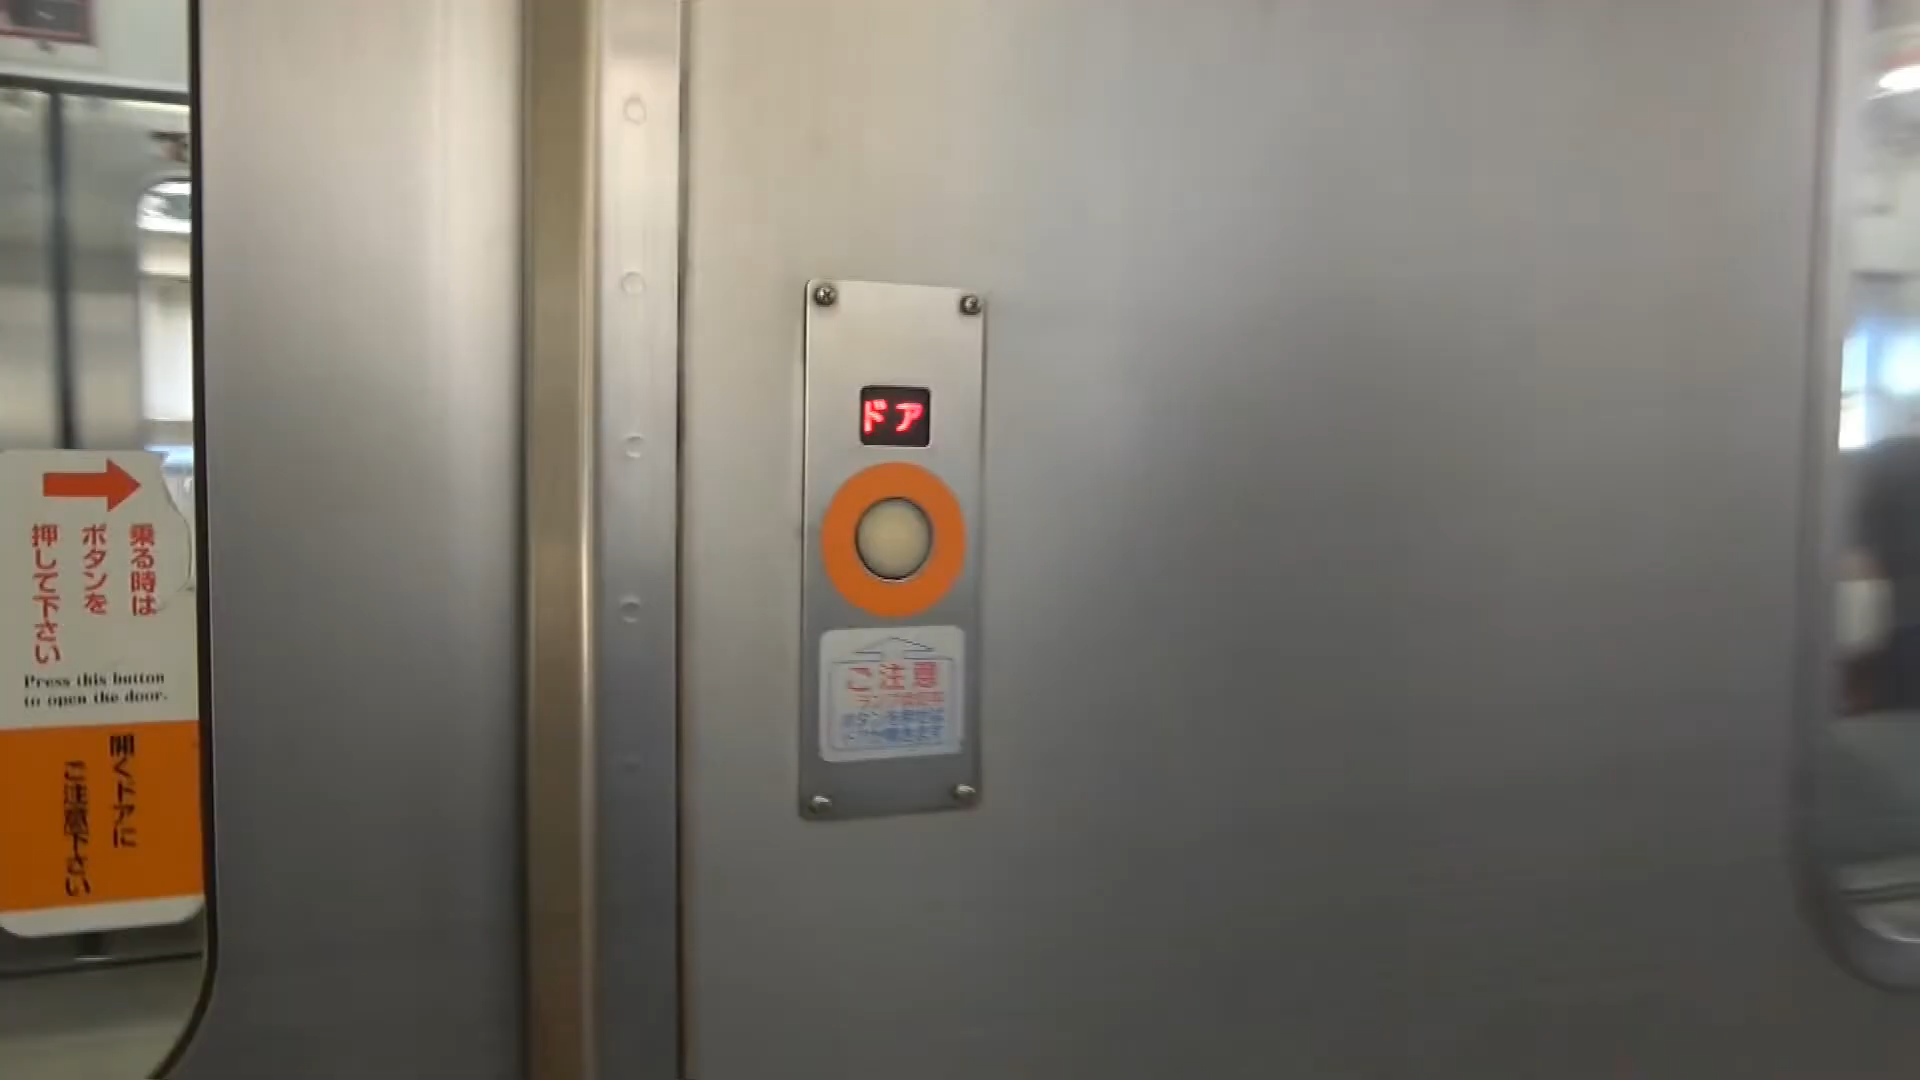 乗る時は
ボタンを
押して下さい
Press this button
to open the door.
開くドアに
ご注意下さい
ドア
ご注意